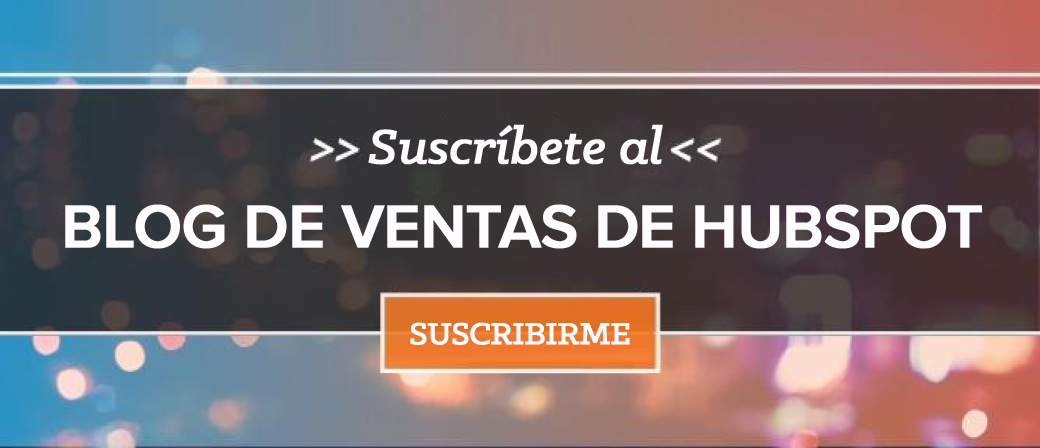 >> Suscríbete al <<
BLOG DE VENTAS DE HUBSPOT
SUSCRIBIRME